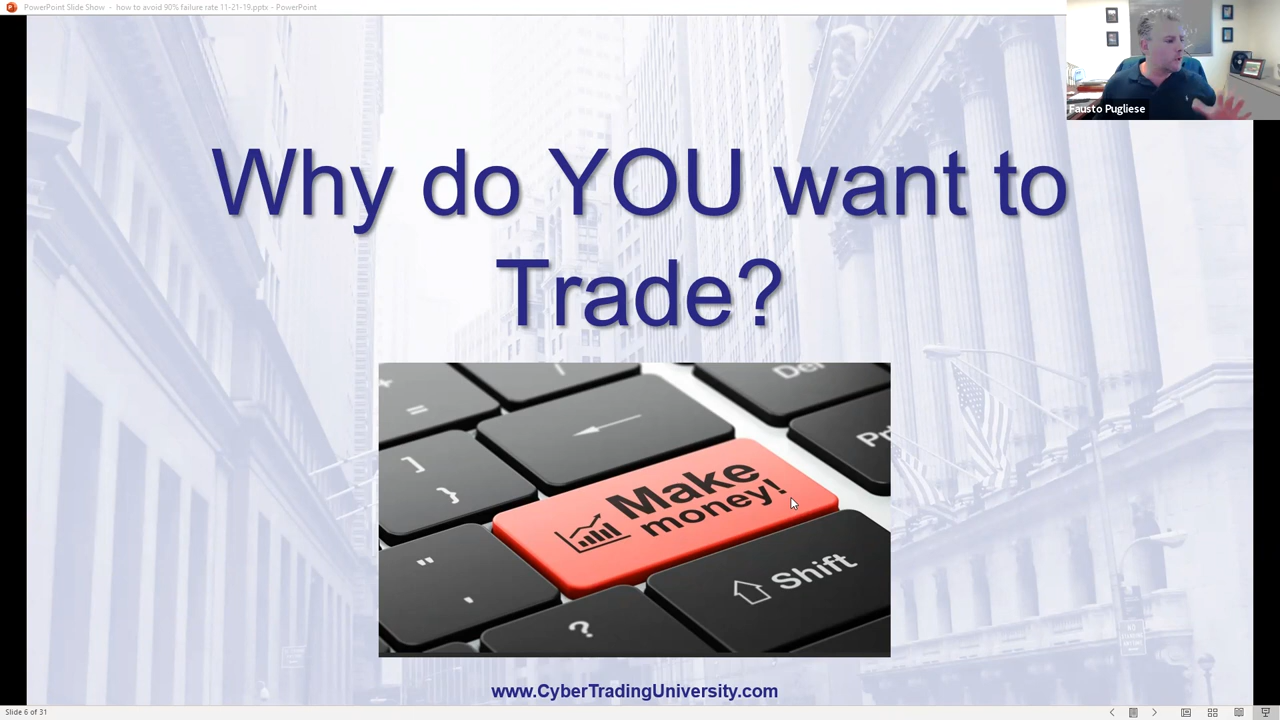 PowerPoint Slide Show - how to avoid 90% failure rate 11-21-19.pptx - PowerPoint
Fausto Pugliese
Why do YOU want to
Trade?
+
=
/
Del
]
}
Make
money!
"
'
Shift
?
www.CyberTradingUniversity.com
Slide 6 of 31